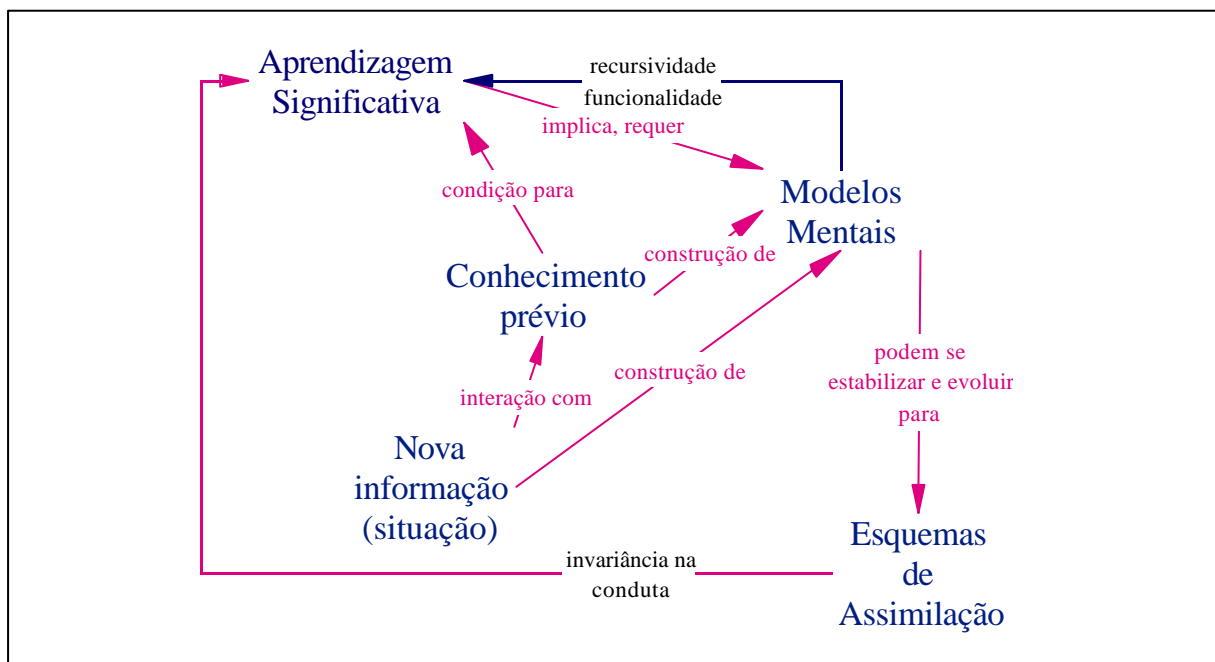 Aprendizagem
Significativa
recursividade
funcionalidade
implica, requer
condição para
Modelos
Mentais
construção de
Conhecimento
prévio
podem se
estabilizar e evoluir
para
construção de
interação com
Nova
informação
(situação)
Esquemas
de
Assimilação
invariância na
conduta